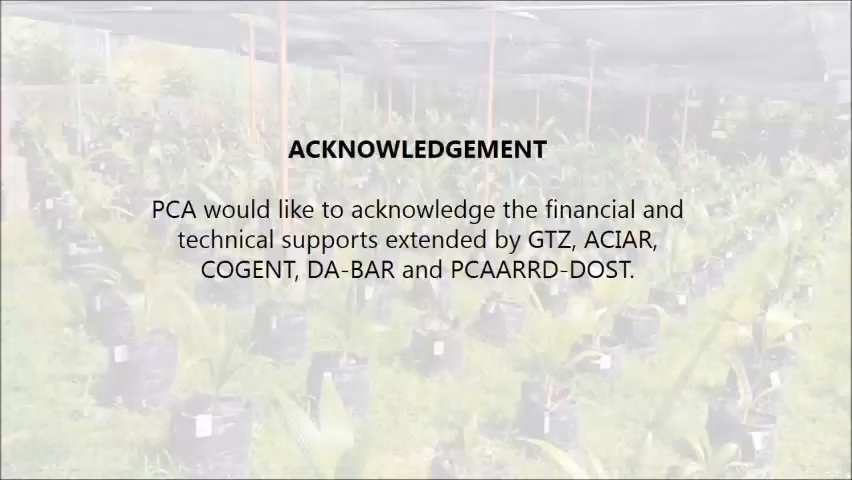 ACKNOWLEDGEMENT
PCA would like to acknowledge the financial and
technical supports extended by GTZ, ACIAR,
COGENT, DA-BAR and PCAARRD-DOST.